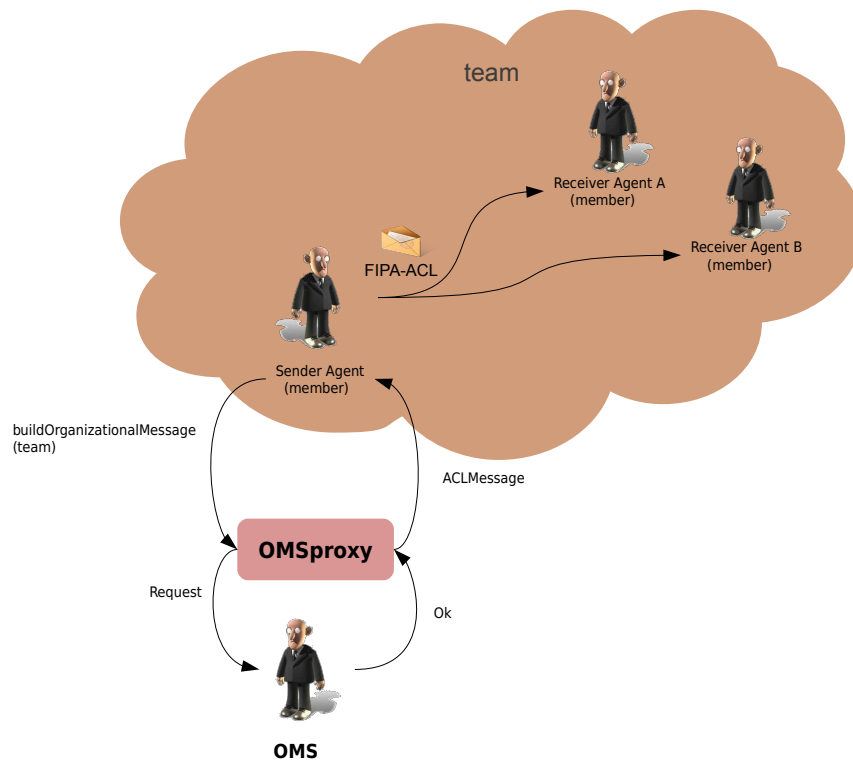 team
Receiver Agent A
(member)
Receiver Agent B
(member)
FIPA-ACL
Sender Agent
(member)
buildOrganizationalMessage
(team)
ACLMessage
OMSproxy
Request
Ok
OMS